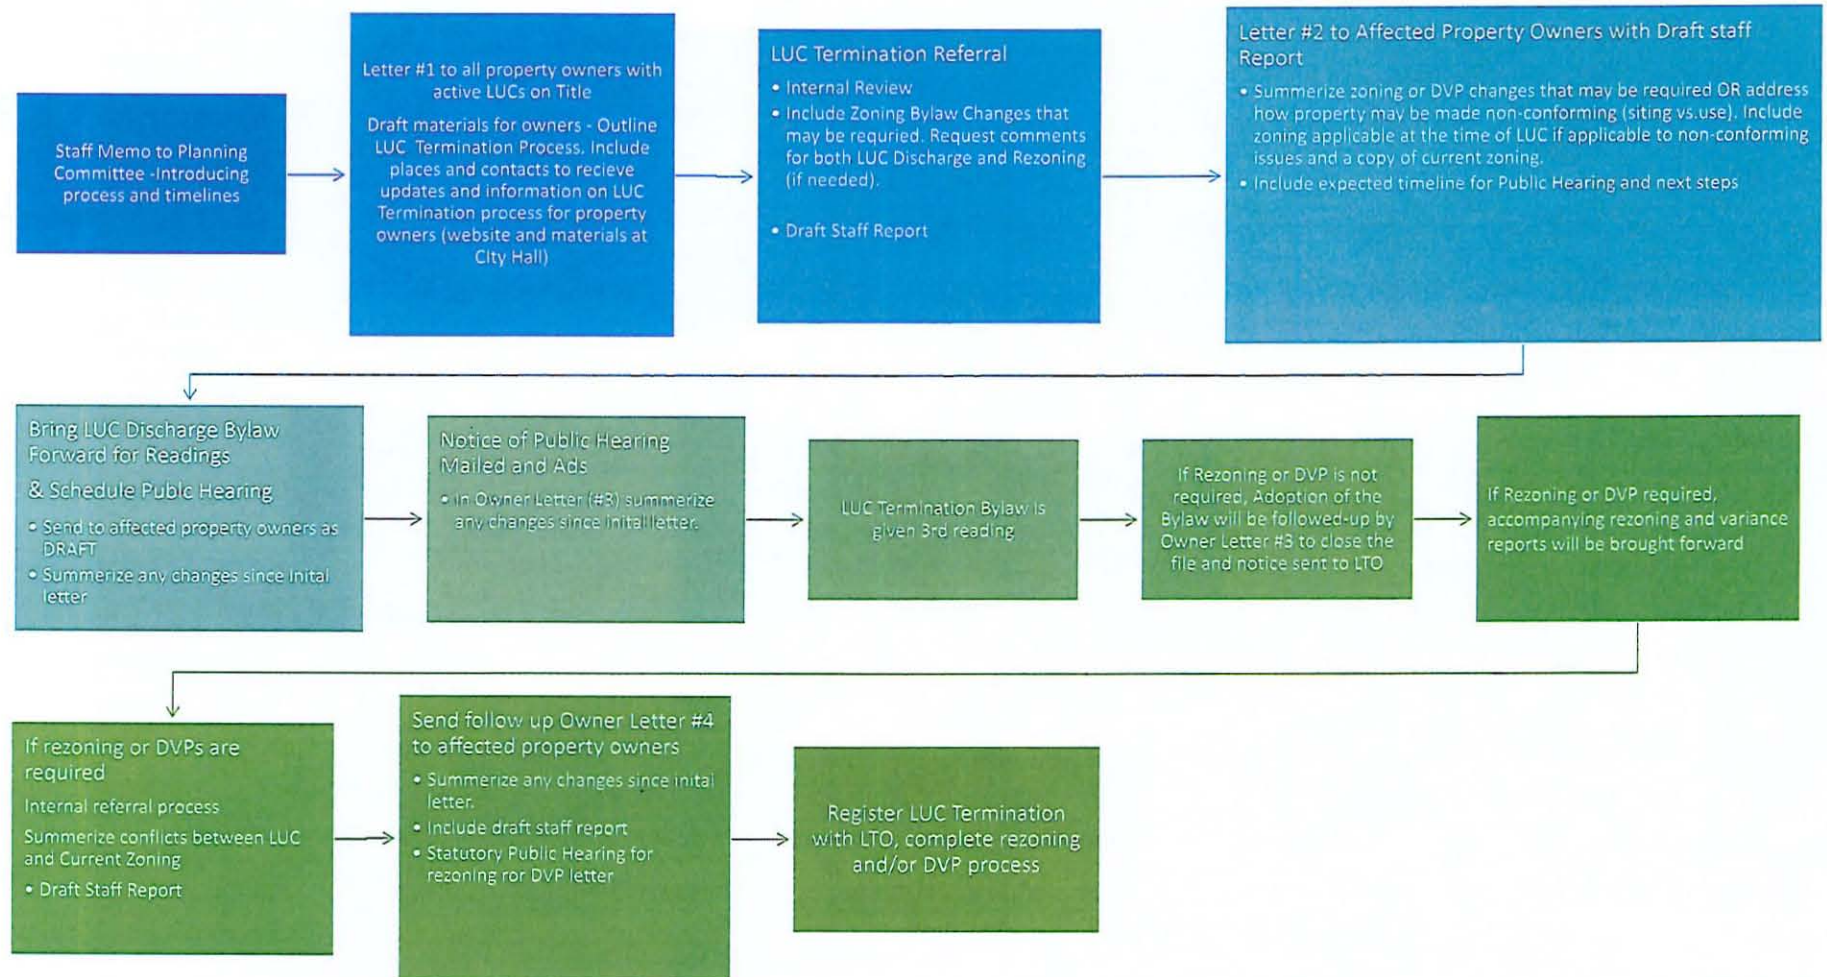 Staff Memo to Planning
Committee -Introducing
process and timelines
Letter #1 to all property owners with
active LUCs on Title
Draft materials for owners - Outline
LUC Termination Process. Include
places and contacts to recieve
updates and information on LUC
Termination process for property
owners (website and materials at
City Hall)
LUC Termination Referral
• Internal Review
• Include Zoning Bylaw Changes that
may be requried. Request comments
for both LUC Discharge and Rezoning
(if needed).
• Draft Staff Report
Letter #2 to Affected Property Owners with Draft staff
Report
• Summerize zoning or DVP changes that may be required OR address
how property may be made non-conforming (siting vs.use). Include
zoning applicable at the time of LUC if applicable to non-conforming
issues and a copy of current zoning.
• Include expected timeline for Public Hearing and next steps
Bring LUC Discharge Bylaw
Forward for Readings
& Schedule Publc Hearing
• Send to affected property owners as
DRAFT
• Summerize any changes since Inital
letter
Notice of Public Hearing
Mailed and Ads
• In Owner Letter (#3) summerize
any changes since inital letter.
LUC Termination Bylaw is
given 3rd reading
If Rezoning or DVP is not
required, Adoption of the
Bylaw will be followed-up by
Owner Letter #3 to close the
file and notice sent to LTO
If Rezoning or DVP required,
accompanying rezoning and variance
reports will be brought forward
If rezoning or DVPs are
required
Internal referral process
Summerize conflicts between LUC
and Current Zoning
• Draft Staff Report
Send follow up Owner Letter #4
to affected property owners
• Summerize any changes since inital
letter.
• Include draft staff report
• Statutory Public Hearing for
rezoning ror DVP letter
Register LUC Termination
with LTO, complete rezoning
and/or DVP process